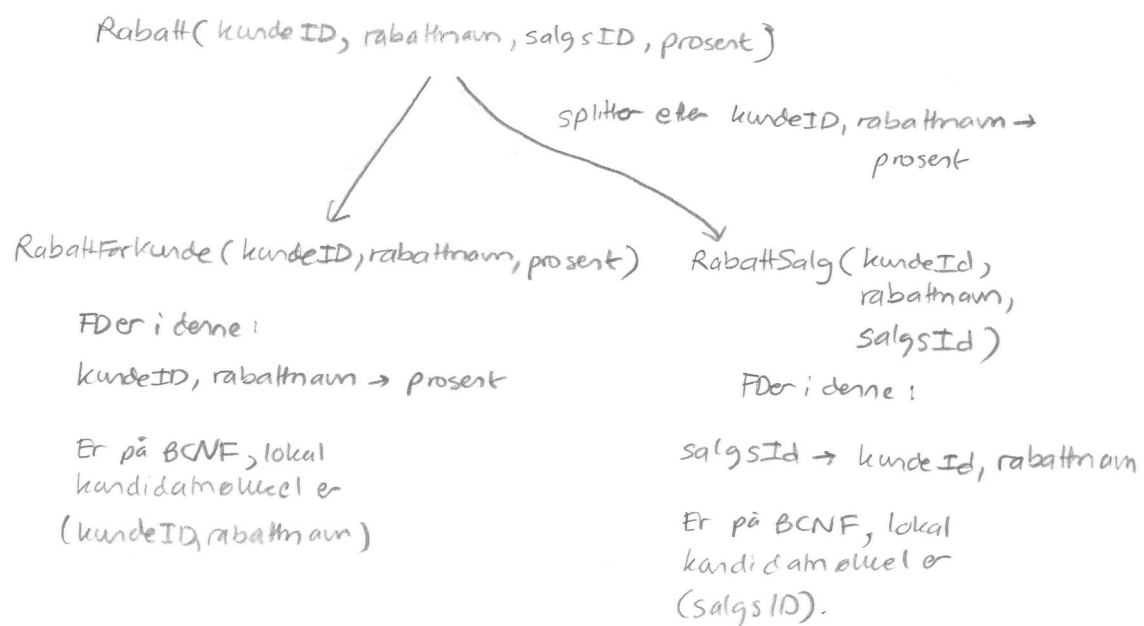 Rabatt(kundeID, rabattnavn, salgsID, prosent)
splitter etter kundeID, rabattnavn →
prosent
RabattForKunde(kundeID, rabattnavn, prosent)
FDer i denne:
kundeID, rabattnavn → prosent
Er på BCNF, lokal
kandidatnøkkel er
(kundeID, rabattnavn)
RabattSalg(kundeId,
rabattnavn,
salgsId)
FDer i denne:
salgsId → kundeId, rabattnavn
Er på BCNF, lokal
kandidatnøkkel er
(salgsID).